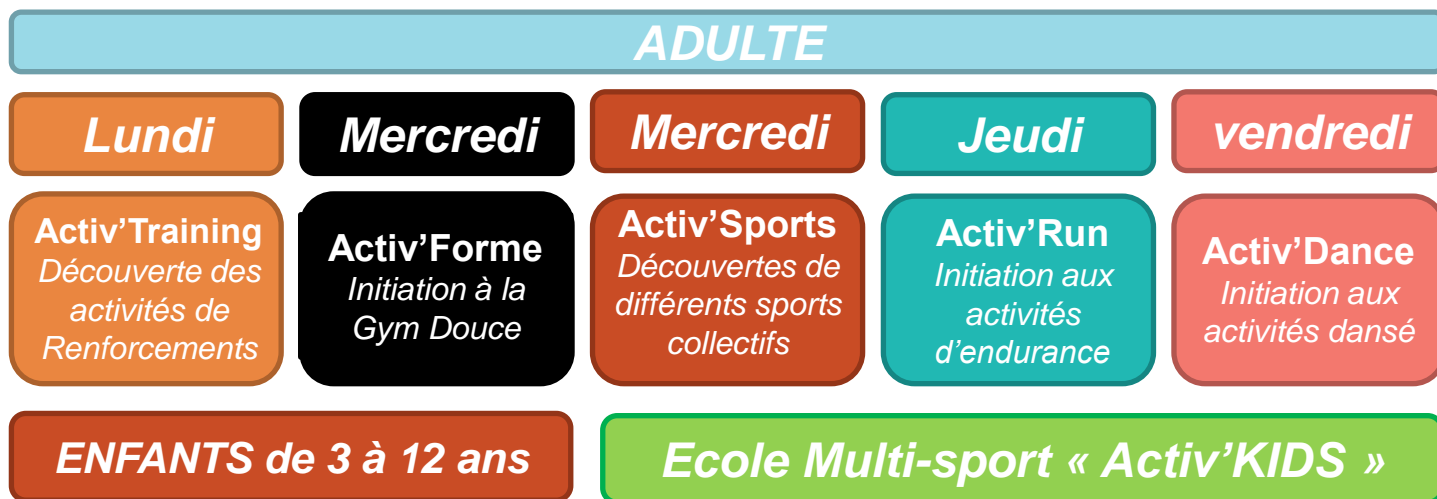 ADULTE
Lundi
Mercredi
Mercredi
Jeudi
vendredi
Activ’Training
Découverte des
activités de
Renforcements
Activ’Forme
Initiation à la
Gym Douce
Activ’Sports
Découvertes de
différents sports
collectifs
Activ’Run
Initiation aux
activités
d’endurance
Activ’Dance
Initiation aux
activités dansé
ENFANTS de 3 à 12 ans
Ecole Multi-sport « Activ’KIDS »